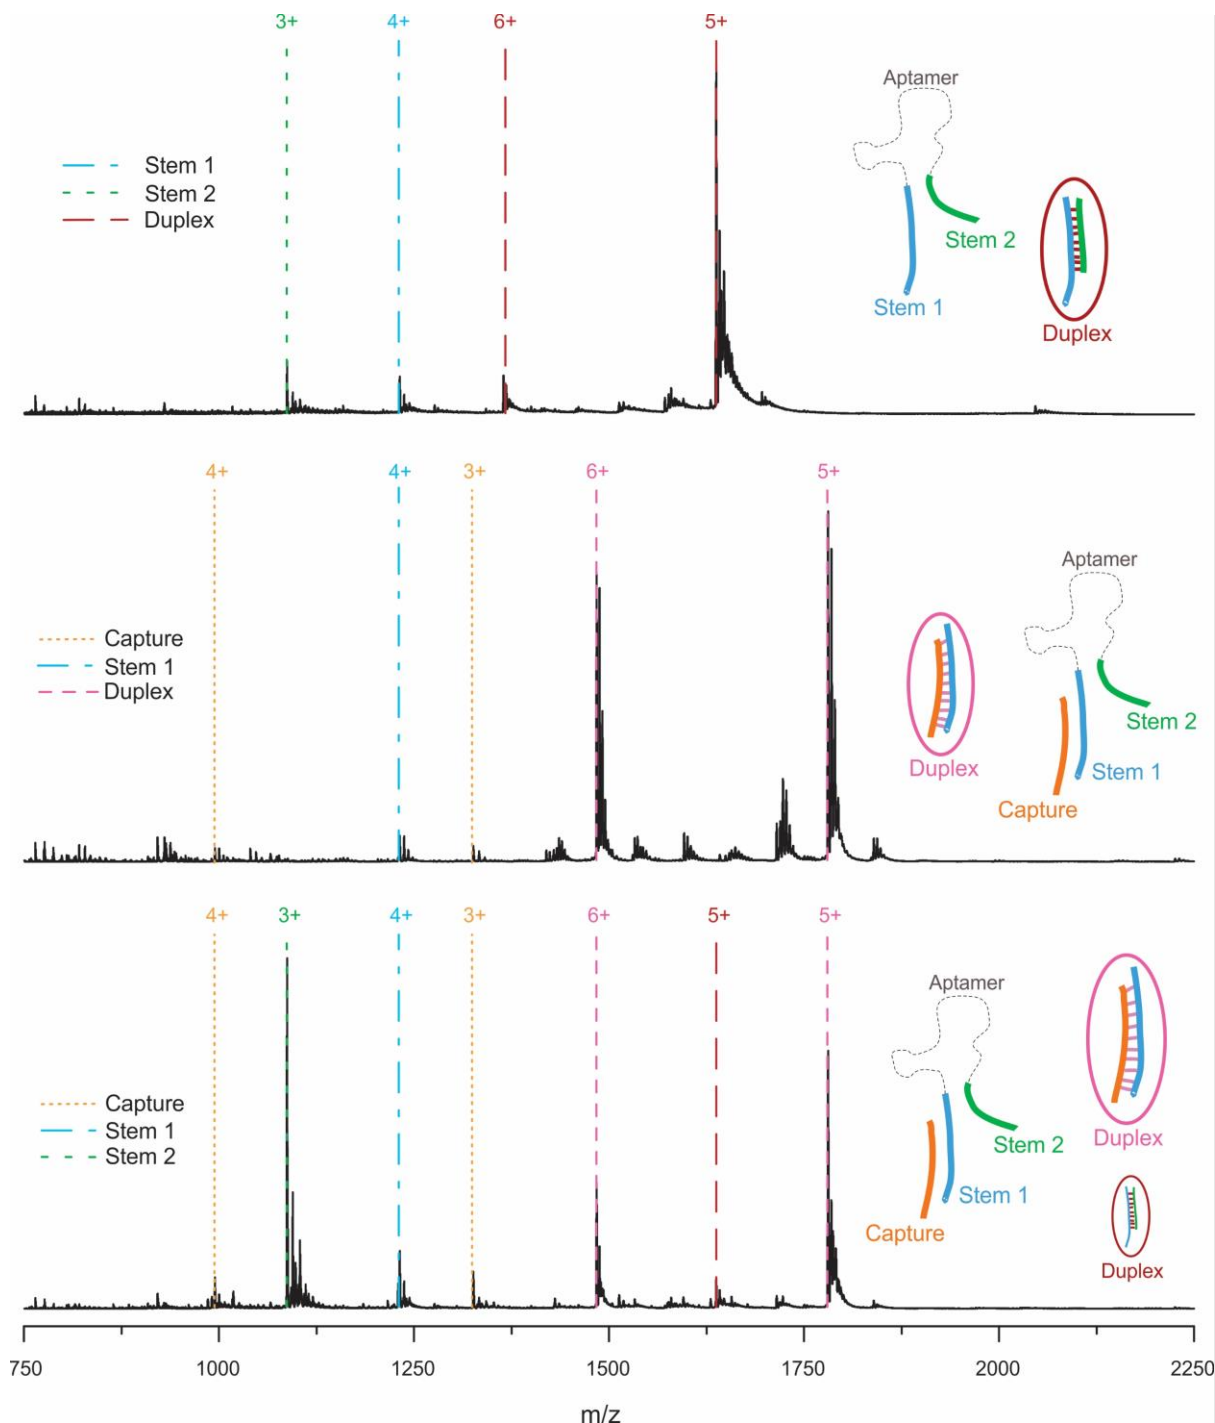 3+ 4+ 6+ 5+
Aptamer
Stem 1
Stem 2
Duplex
Stem 2
Stem 1
Duplex
4+ 4+ 3+ 6+ 5+
Aptamer
Capture
Stem 1
Duplex
Duplex
Stem 2
Stem 1
Capture
4+ 3+ 4+ 3+ 6+ 5+ 5+
Aptamer
Capture
Stem 1
Stem 2
Stem 2
Duplex
Stem 1
Capture
Duplex
750 1000 1250 1500 1750 2000 2250
m/z